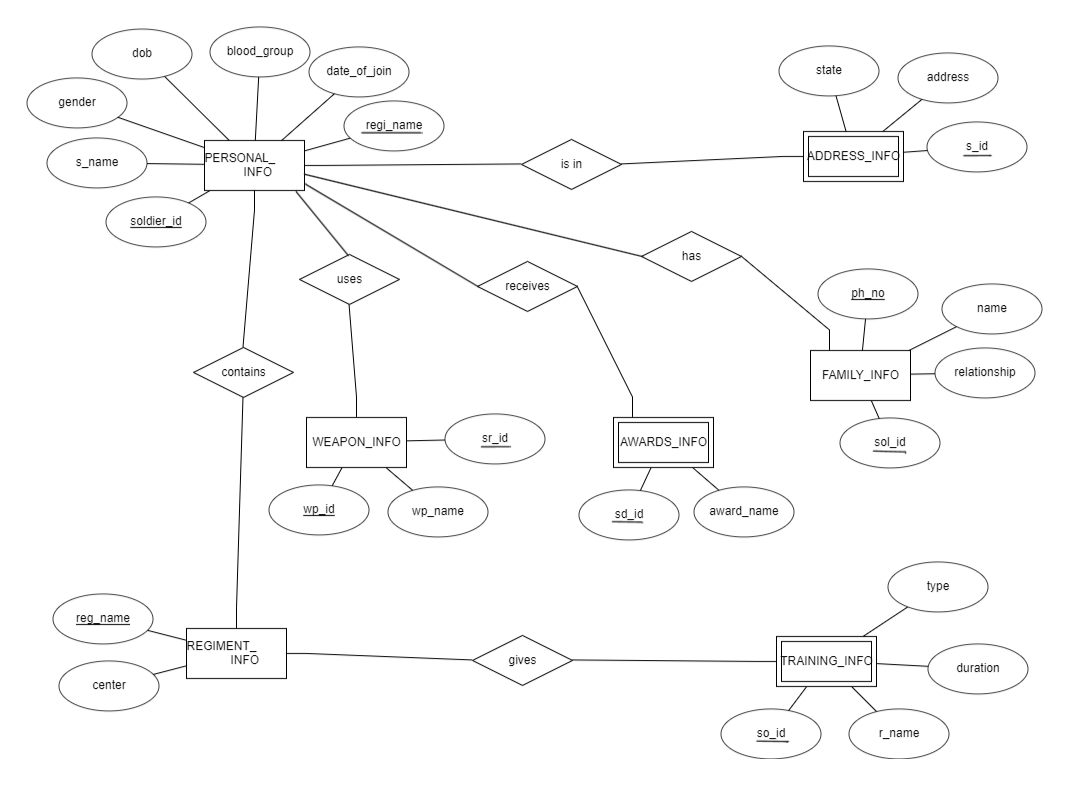 dob
blood_group
date_of_join
gender
regi_name
s_name
PERSONAL_
INFO
soldier_id
is in
state
address
ADDRESS_INFO
s_id
has
uses
receives
contains
ph_no
name
FAMILY_INFO
relationship
sol_id
WEAPON_INFO
sr_id
wp_id
wp_name
AWARDS_INFO
sd_id
award_name
reg_name
REGIMENT_
INFO
center
gives
type
TRAINING_INFO
duration
so_id
r_name